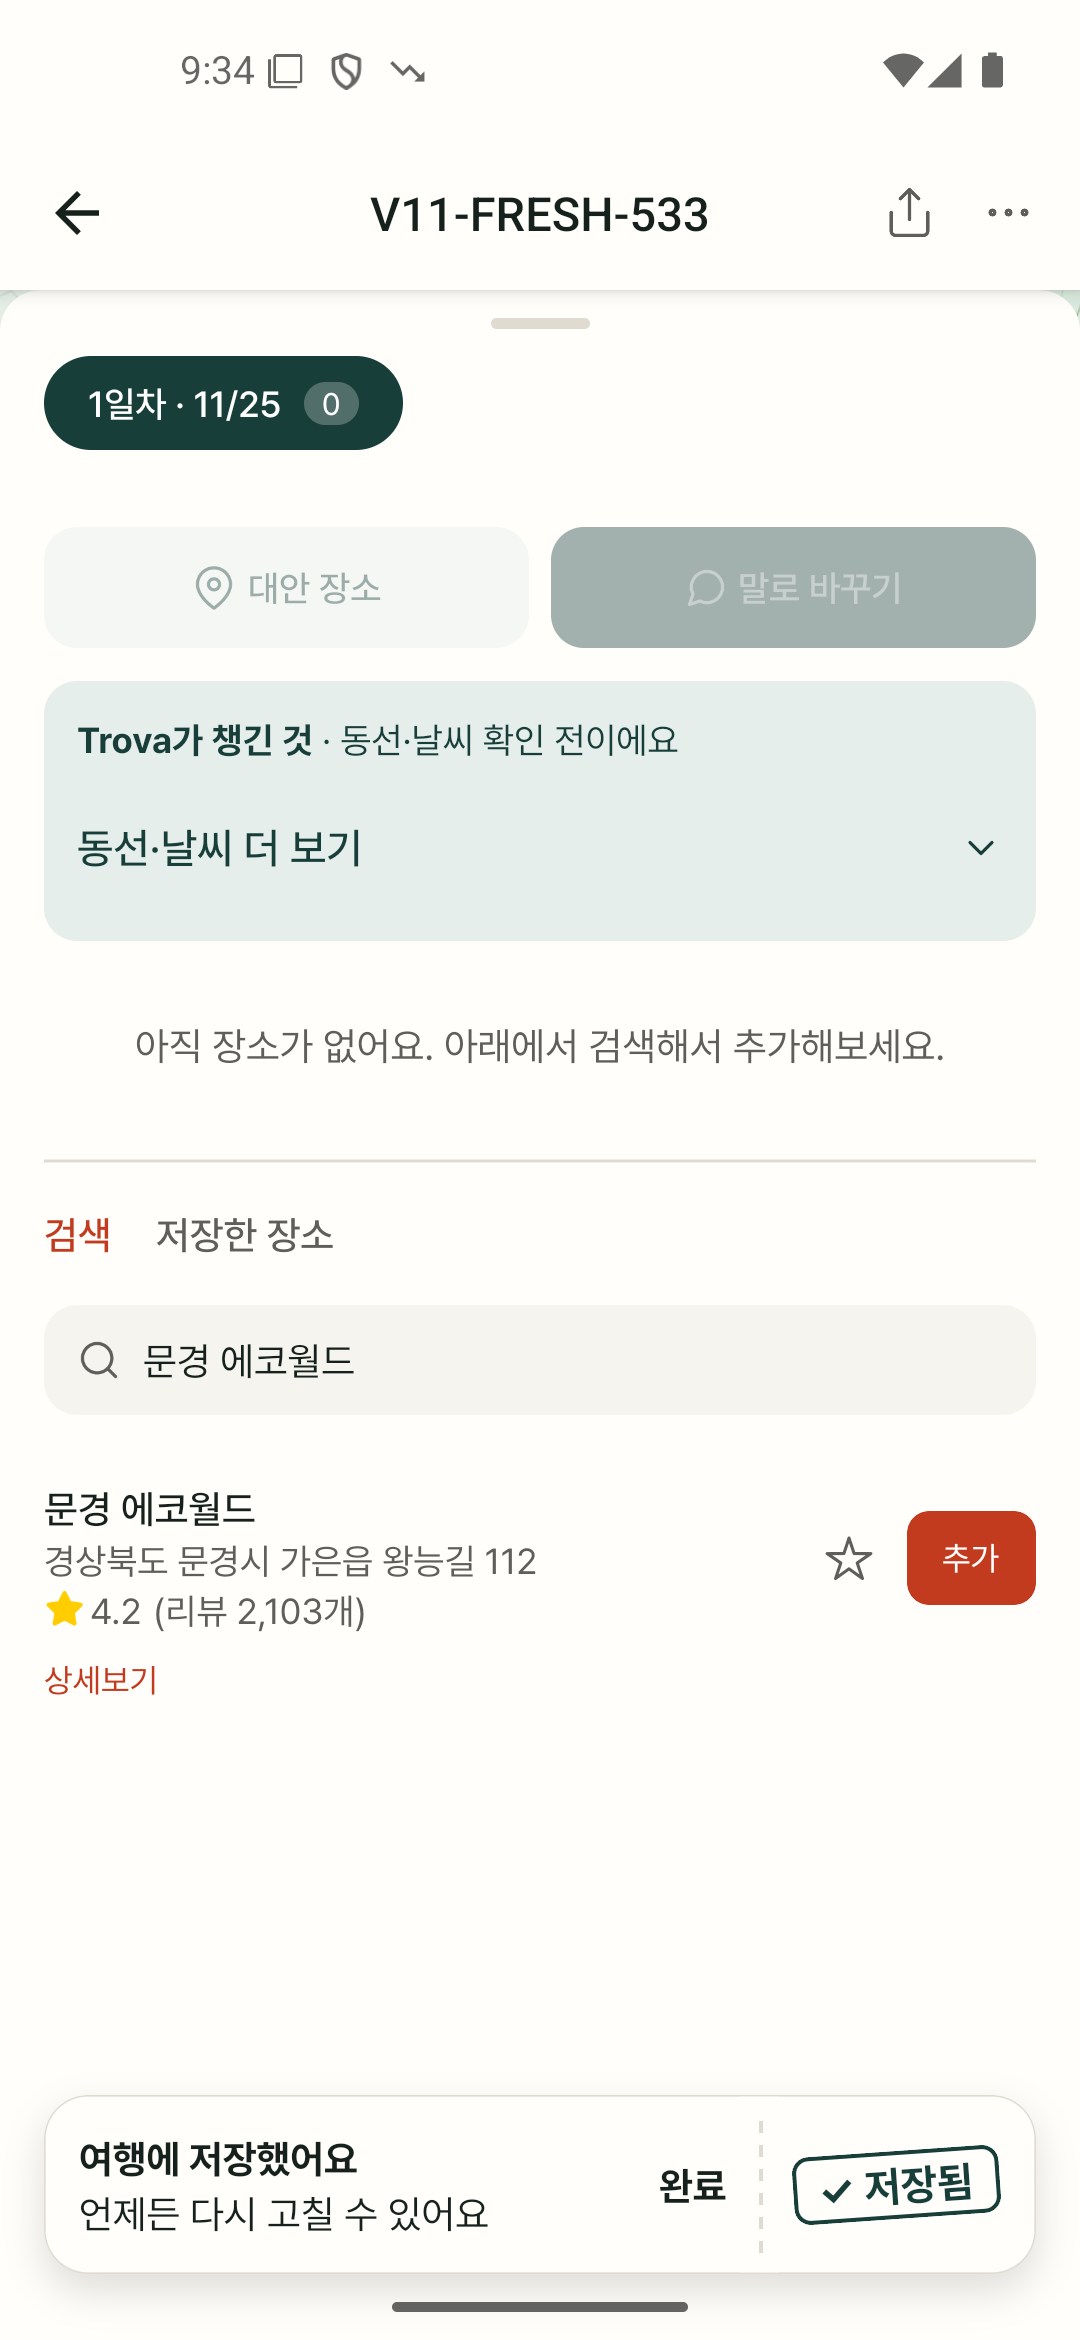 9:34
V11-FRESH-533
1일차 · 11/25 0
대안 장소
말로 바꾸기
Trova가 챙긴 것 · 동선·날씨 확인 전이에요
동선·날씨 더 보기
아직 장소가 없어요. 아래에서 검색해서 추가해보세요.
검색 저장한 장소
문경 에코월드
문경 에코월드
경상북도 문경시 가은읍 왕능길 112
4.2 (리뷰 2,103개)
추가
상세보기
여행에 저장했어요
언제든 다시 고칠 수 있어요
완료
저장됨